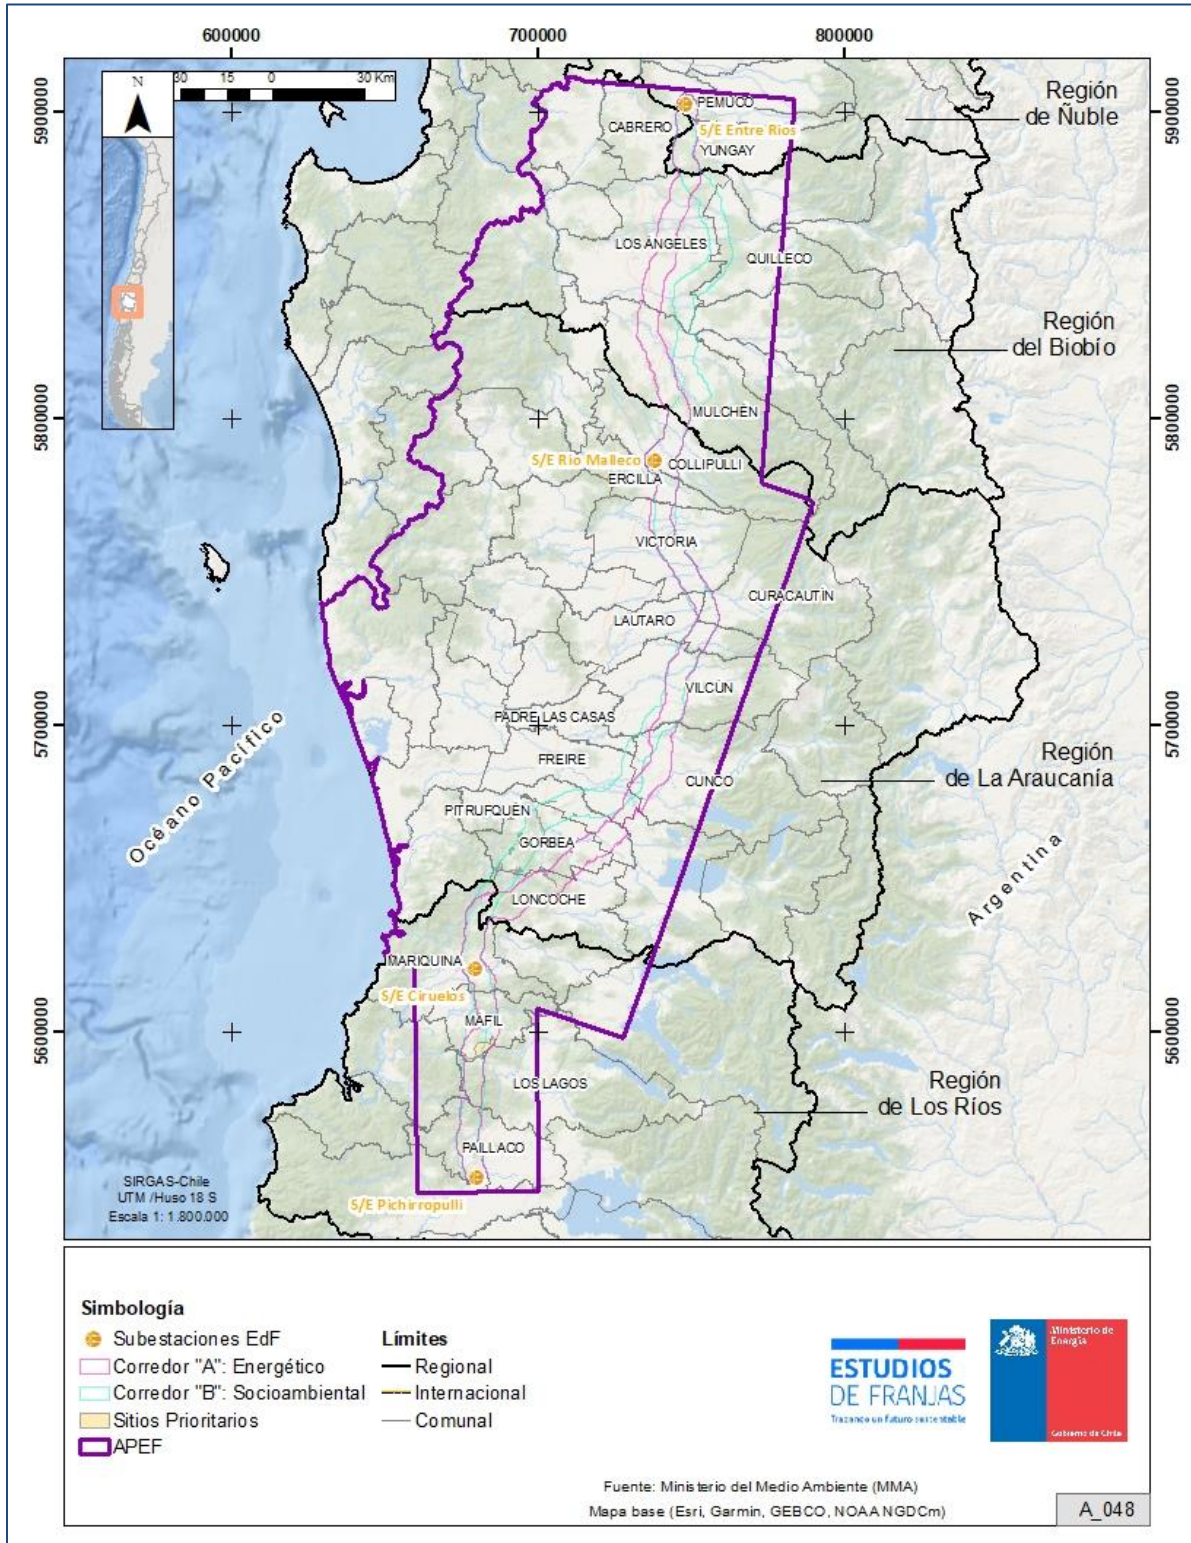 600000
700000
800000
N
30 15 0 30 Km
5900000
5900000
PEMUCO
CABRERO
S/E Entre Rios
YUNGAY
Región
de Ñuble
LOS ANGELES
QUILLECO
Región
del Biobío
5800000
5800000
MULCHÉN
S/E Rio Malleco
COLLIPULLI
ERCILLA
VICTORIA
CURACAUTÍN
LAUTARO
VILCÚN
5700000
5700000
PADRE LAS CASAS
FREIRE
CUNCO
Región
de La Araucanía
Océano Pacífico
PITRUFQUÉN
GORBEA
LONCOCHE
Argentina
MARIQUINA
S/E Ciruelos
MÁFIL
5600000
5600000
LOS LAGOS
Región
de Los Ríos
PAILLACO
S/E Pichirropulli
SIRGAS-Chile
UTM /Huso 18 S
Escala 1: 1.800.000
Simbología
Subestaciones EdF
Corredor "A": Energético
Corredor "B": Socioambiental
Sitios Prioritarios
APEF
Límites
Regional
Internacional
Comunal
ESTUDIOS
DE FRANJAS
Trazando un futuro sustentable
Ministerio de
Energía
Gobierno de Chile
Fuente: Ministerio del Medio Ambiente (MMA)
Mapa base (Esri, Garmin, GEBCO, NOAA NGDCm)
A_048